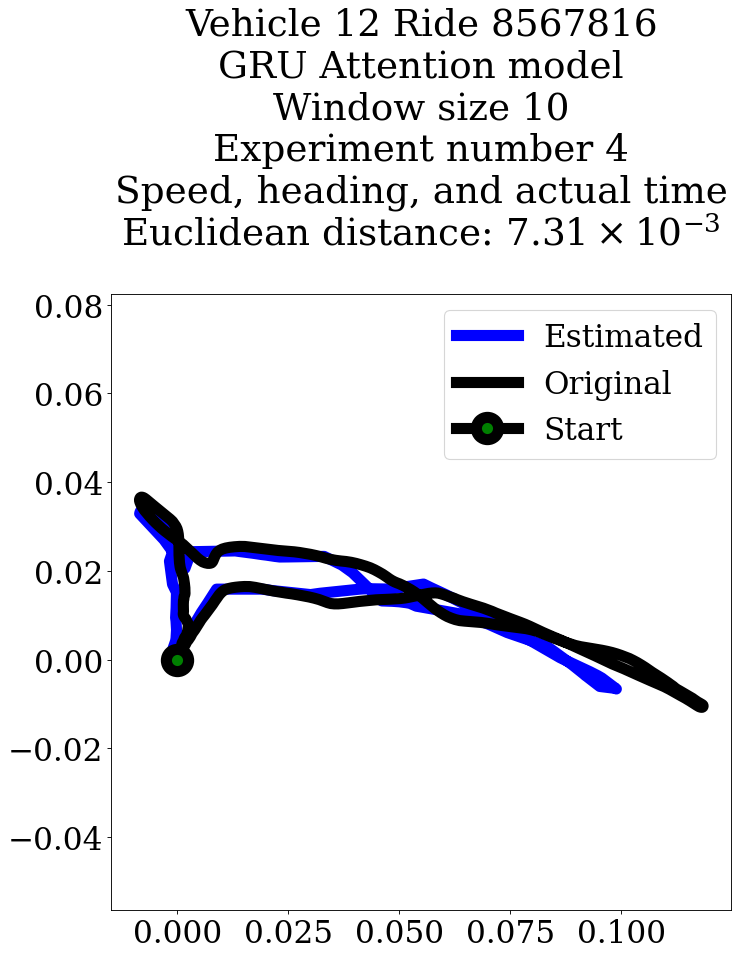 Vehicle 12 Ride 8567816
GRU Attention model
Window size 10
Experiment number 4
Speed, heading, and actual time
Euclidean distance: 7.31 × 10⁻³
0.08
0.06
0.04
0.02
0.00
−0.02
−0.04
Estimated
Original
Start
0.000 0.025 0.050 0.075 0.100